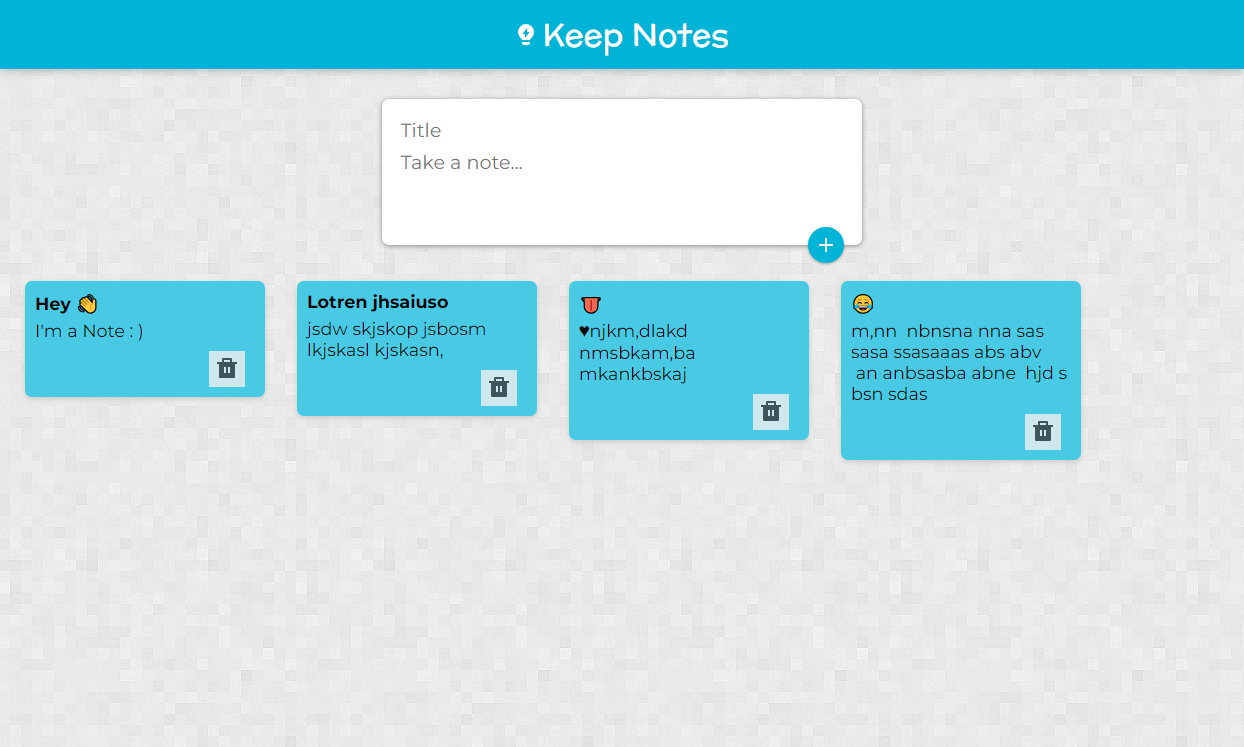 Keep Notes
Title
Take a note...
Hey 👋
I'm a Note : )
Lotren jhsaiuso
jsdw skjskop jsbosm
lkjskasl kjskasn,
👅
♥njkm,dlakd
nmsbkam,ba
mkankbskaj
😂
m,nn  nbnsna nna sas
sasa ssasaaas abs abv
an anbsasba abne  hjd s
bsn sdas